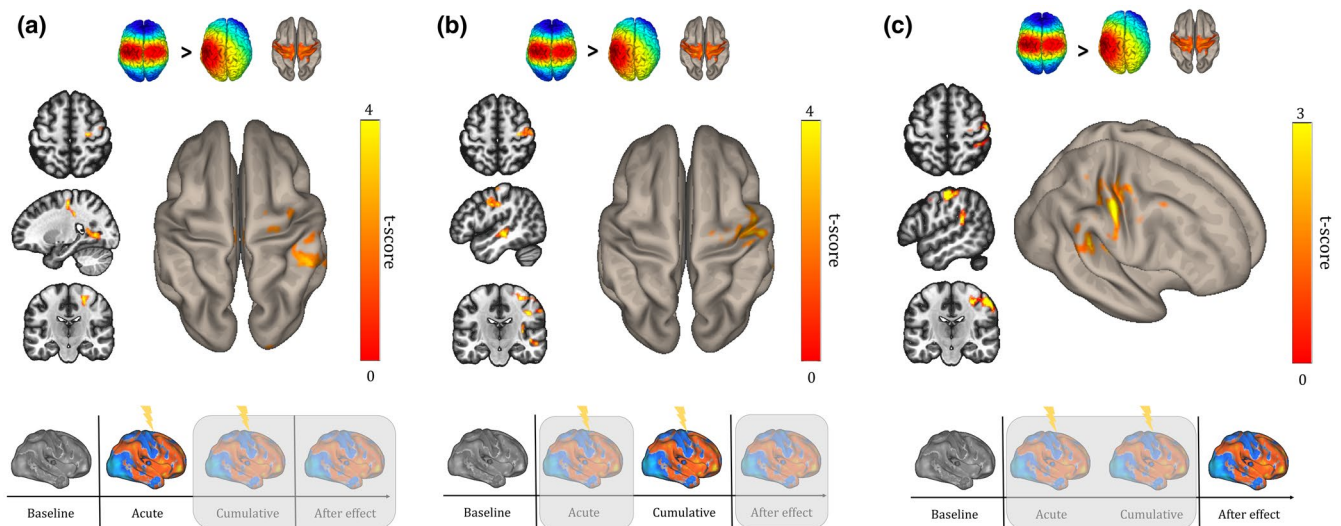 (a)
>
4
t-score
0
Baseline
Acute
Cumulative
After effect
(b)
>
4
t-score
0
Baseline
Acute
Cumulative
After effect
(c)
>
3
t-score
0
Baseline
Acute
Cumulative
After effect